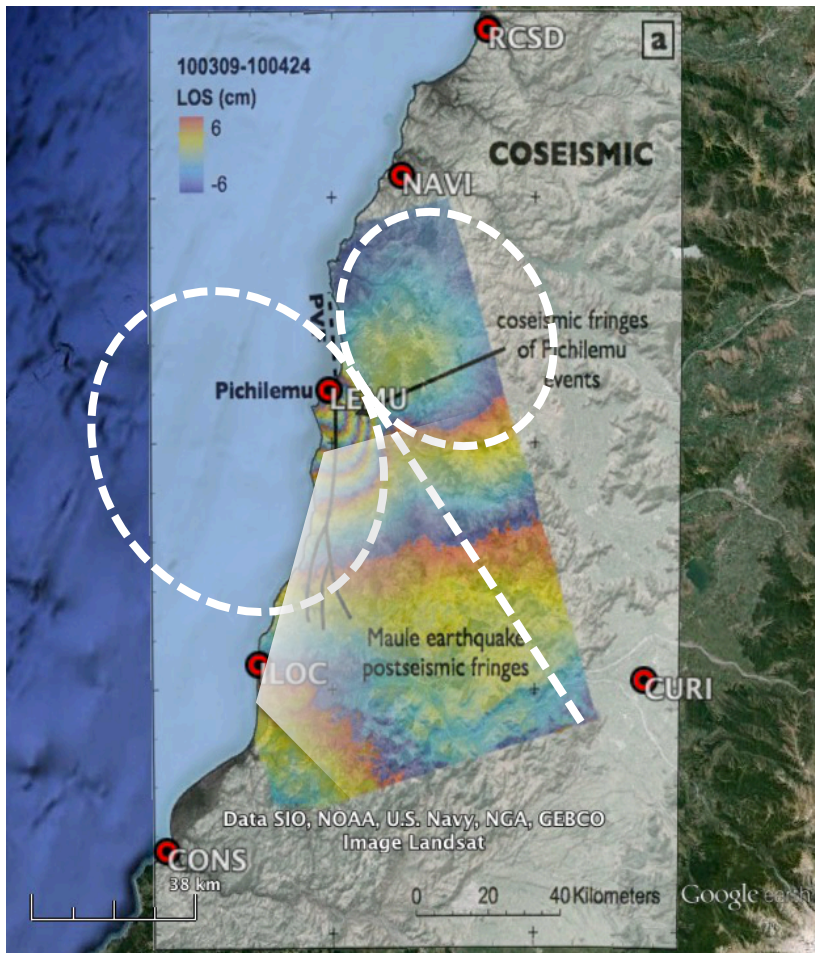 RCSD
a
100309-100424
LOS (cm)
6
-6
COSEISMIC
NAVI
coseismic fringes
of Pichilemu
events
Pichilemu
LEMU
Maule earthquake
postseismic fringes
ILOC
CURI
Data SIO, NOAA, U.S. Navy, NGA, GEBCO
Image Landsat
CONS
38 km
0 20 40 Kilometers
Google earth